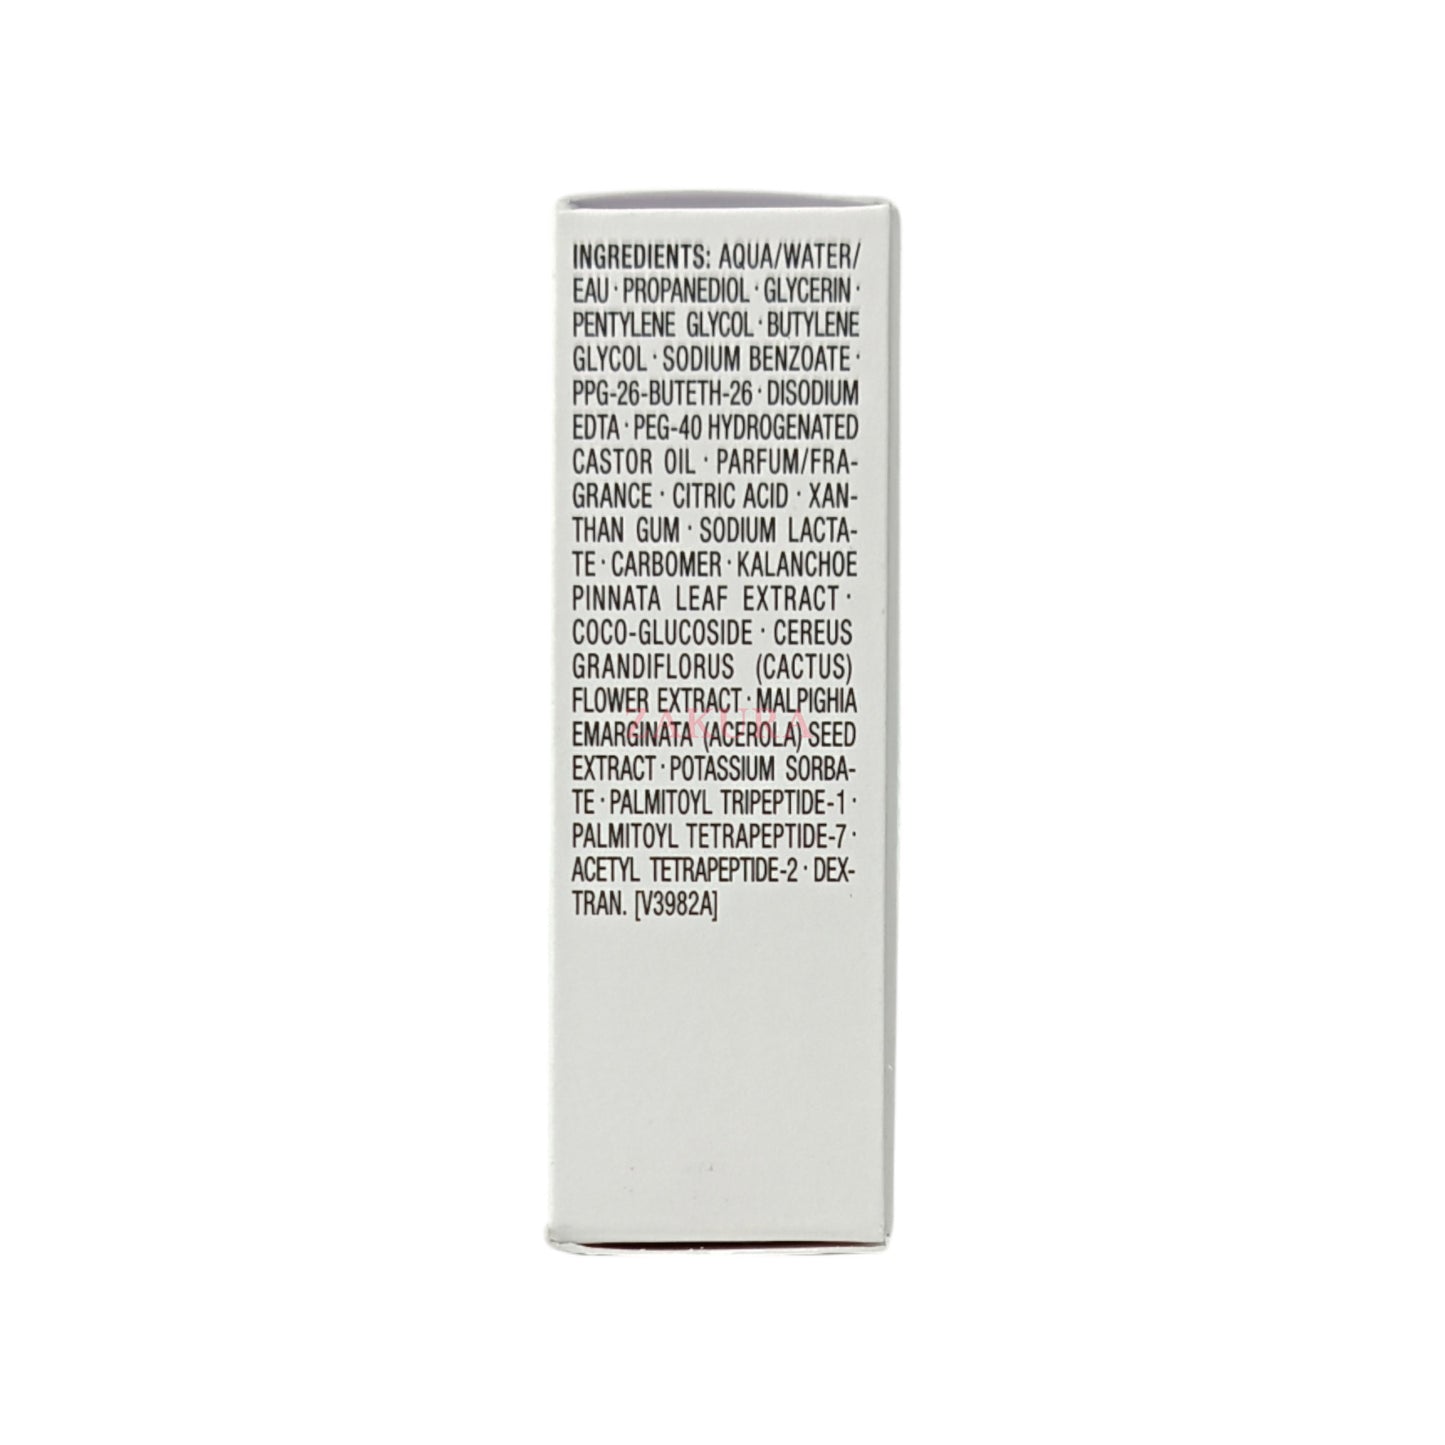 INGREDIENTS: AQUA/WATER/
EAU · PROPANEDIOL · GLYCERIN ·
PENTYLENE GLYCOL · BUTYLENE
GLYCOL · SODIUM BENZOATE ·
PPG-26-BUTETH-26 · DISODIUM
EDTA · PEG-40 HYDROGENATED
CASTOR OIL · PARFUM/FRA-
GRANCE · CITRIC ACID · XAN-
THAN GUM · SODIUM LACTA-
TE · CARBOMER · KALANCHOE
PINNATA LEAF EXTRACT ·
COCO-GLUCOSIDE · CEREUS
GRANDIFLORUS (CACTUS)
FLOWER EXTRACT · MALPIGHIA
ZAKURA
EMARGINATA (ACEROLA) SEED
EXTRACT · POTASSIUM SORBA-
TE · PALMITOYL TRIPEPTIDE-1 ·
PALMITOYL TETRAPEPTIDE-7 ·
ACETYL TETRAPEPTIDE-2 · DEX-
TRAN. [V3982A]